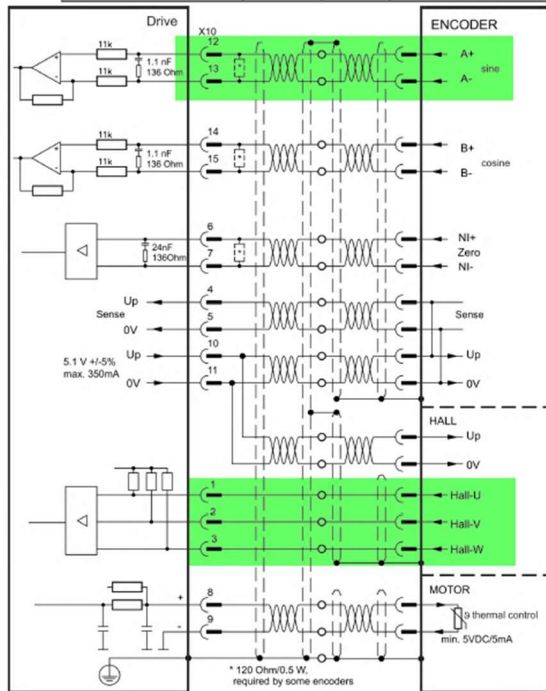 Drive
X10
ENCODER
11k
11k
1.1 nF
136 Ohm
12
13
A+
sine
A-
11k
11k
1.1 nF
136 Ohm
14
15
B+
cosine
B-
24nF
136Ohm
6
7
NI+
Zero
NI-
Up
Sense
0V
4
5
Sense
5.1 V +/-5%
max. 350mA
Up
0V
10
11
Up
0V
HALL
Up
0V
1
2
3
Hall-U
Hall-V
Hall-W
MOTOR
+
-
8
9
thermal control
min. 5VDC/5mA
* 120 Ohm/0.5 W,
required by some encoders